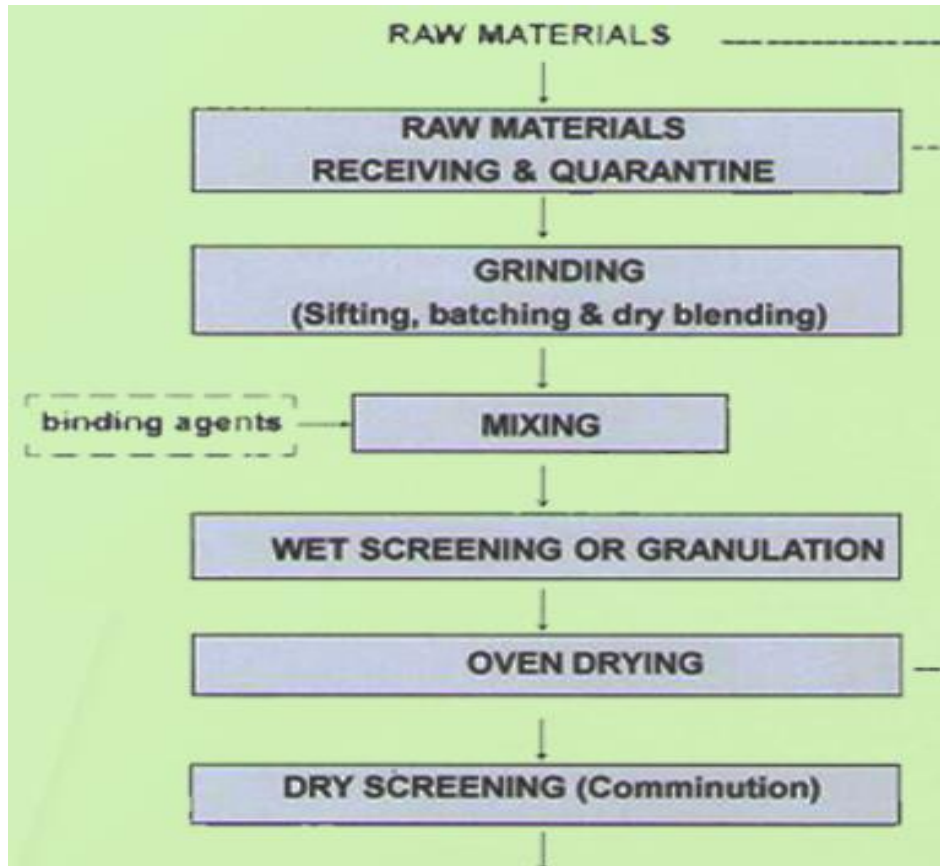 RAW MATERIALS
RAW MATERIALS
RECEIVING & QUARANTINE
GRINDING
(Sifting, batching & dry blending)
binding agents
MIXING
WET SCREENING OR GRANULATION
OVEN DRYING
DRY SCREENING (Comminution)